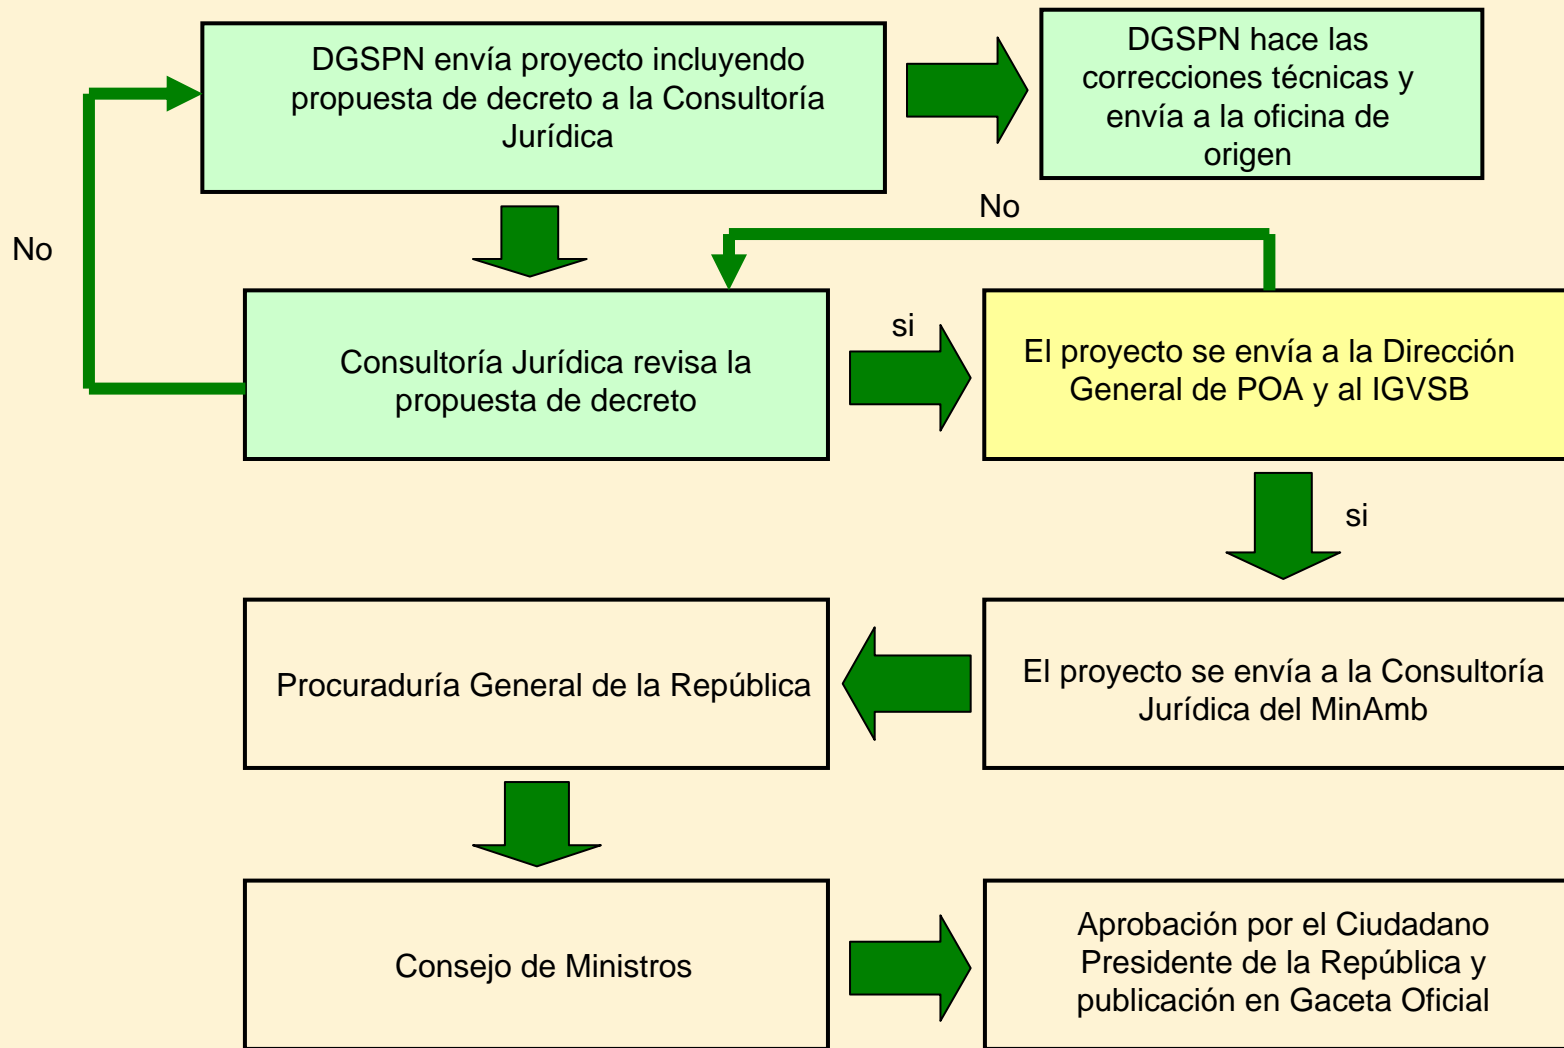 DGSPN envía proyecto incluyendo
propuesta de decreto a la Consultoría
Jurídica
DGSPN hace las
correcciones técnicas y
envía a la oficina de
origen
No
No
Consultoría Jurídica revisa la
propuesta de decreto
si
El proyecto se envía a la Dirección
General de POA y al IGVSB
si
Procuraduría General de la República
El proyecto se envía a la Consultoría
Jurídica del MinAmb
Consejo de Ministros
Aprobación por el Ciudadano
Presidente de la República y
publicación en Gaceta Oficial